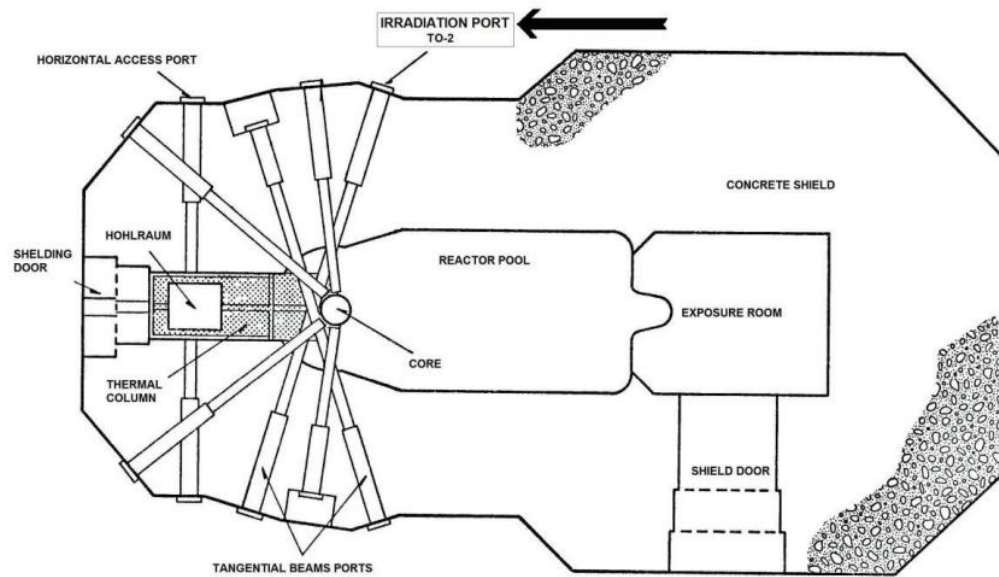 IRRADIATION PORT
TO-2
HORIZONTAL ACCESS PORT
CONCRETE SHIELD
HOHLRAUM
SHELDING
DOOR
REACTOR POOL
EXPOSURE ROOM
CORE
THERMAL
COLUMN
SHIELD DOOR
TANGENTIAL BEAMS PORTS